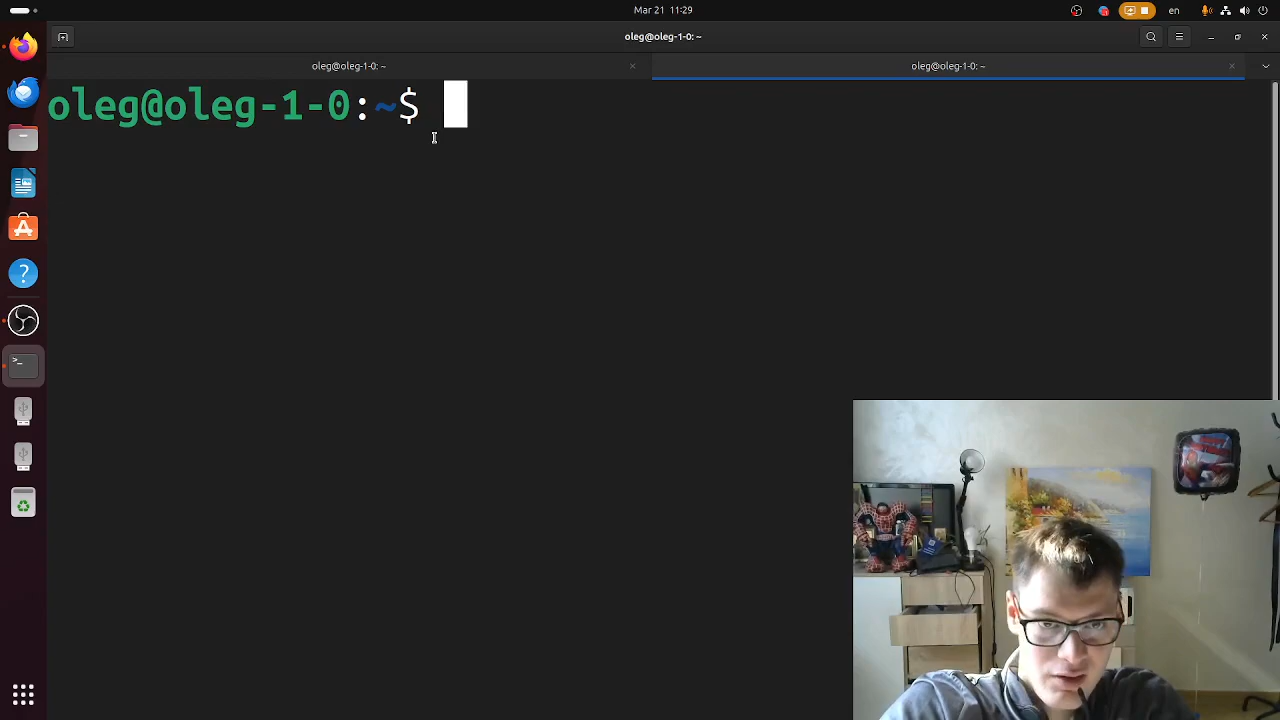 Mar 21 11:29
en
oleg@oleg-1-0: ~
oleg@oleg-1-0: ~
oleg@oleg-1-0: ~
oleg@oleg-1-0:~$